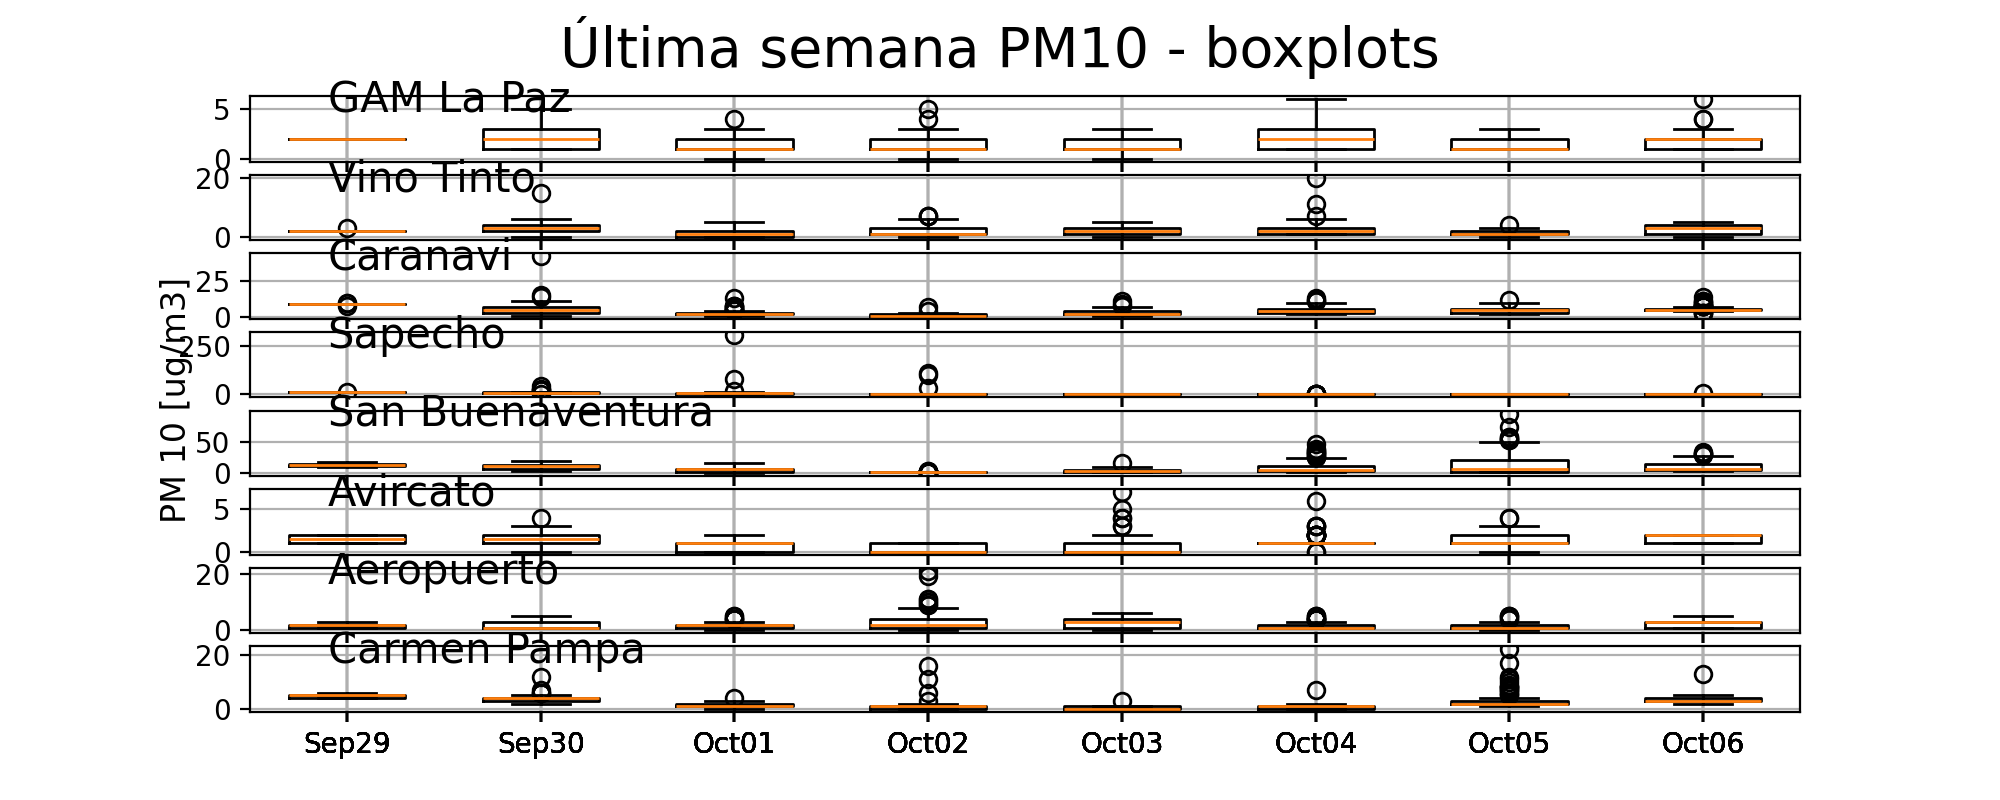 Última semana PM10 - boxplots
GAM La Paz
5
0
Vino Tinto
20
0
Caranavi
25
0
Sapecho
250
0
San Buenaventura
50
0
Avircato
5
0
Aeropuerto
20
0
Carmen Pampa
20
0
PM 10 [ug/m3]
Sep29 Sep30 Oct01 Oct02 Oct03 Oct04 Oct05 Oct06